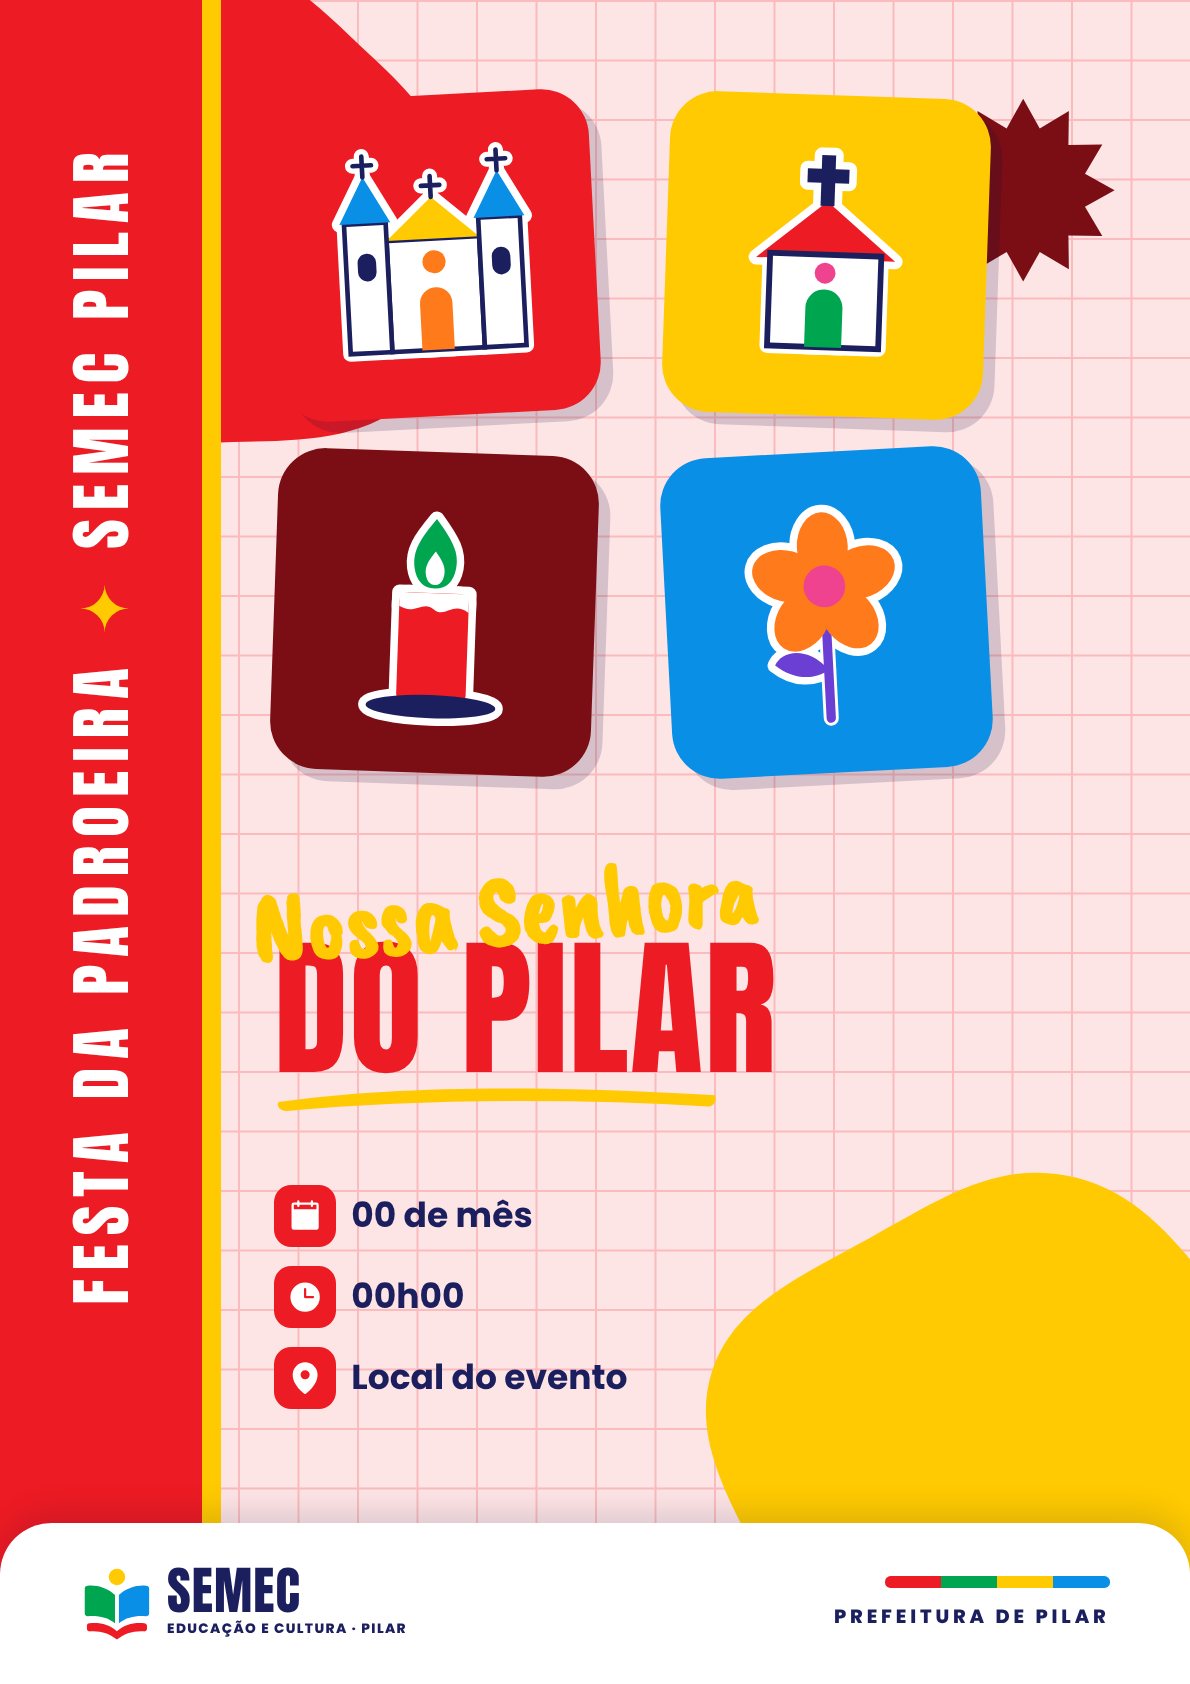 FESTA DA PADROEIRA ✦ SEMEC PILAR
Nossa Senhora
DO PILAR
00 de mês
00h00
Local do evento
SEMEC
EDUCAÇÃO E CULTURA · PILAR
PREFEITURA DE PILAR